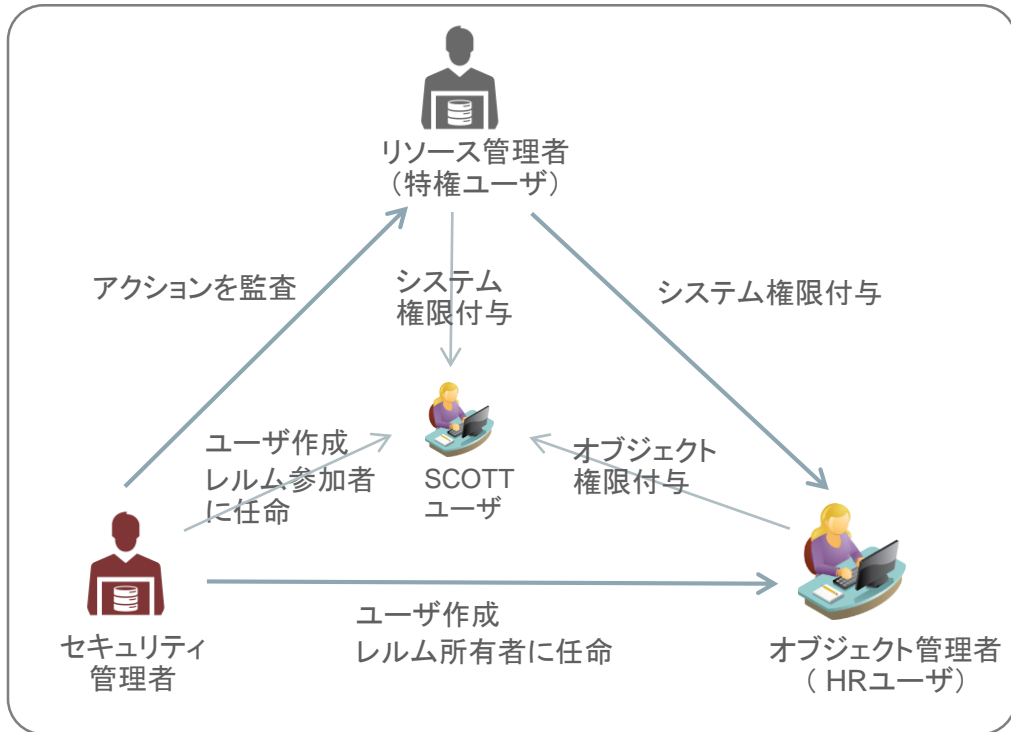 リソース管理者
（特権ユーザ）
アクションを監査
システム
権限付与
システム権限付与
ユーザ作成
レルム参加者
に任命
SCOTT
ユーザ
オブジェクト
権限付与
セキュリティ
管理者
ユーザ作成
レルム所有者に任命
オブジェクト管理者
（ HRユーザ）